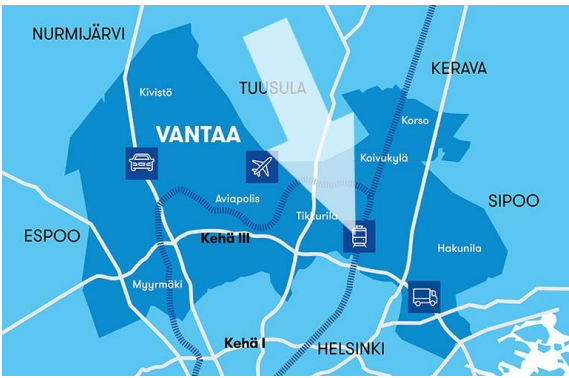 NURMIJÄRVI
KERAVA
TUUSULA
Kivistö
Korso
VANTAA
Koivukylä
Aviapolis
SIPOO
Tikkurila
ESPOO
Kehä III
Hakunila
Myyrmäki
Kehä I
HELSINKI